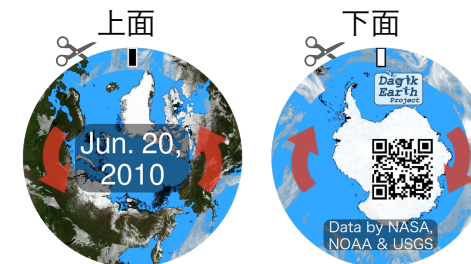 上面
下面
Jun. 20,
2010
Dagik
Earth
Project
Data by NASA,
NOAA & USGS